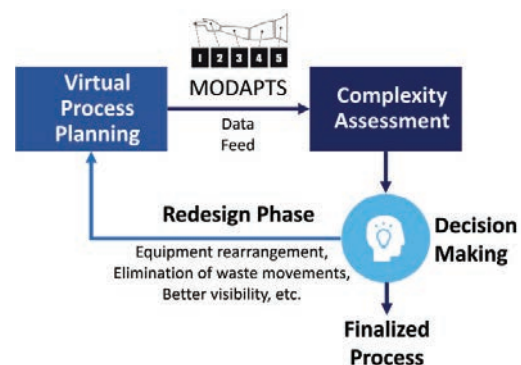 1 2 3 4 5
Virtual
Process
Planning
MODAPTS
Data
Feed
Complexity
Assessment
Redesign Phase
Equipment rearrangement,
Elimination of waste movements,
Better visibility, etc.
Decision
Making
Finalized
Process